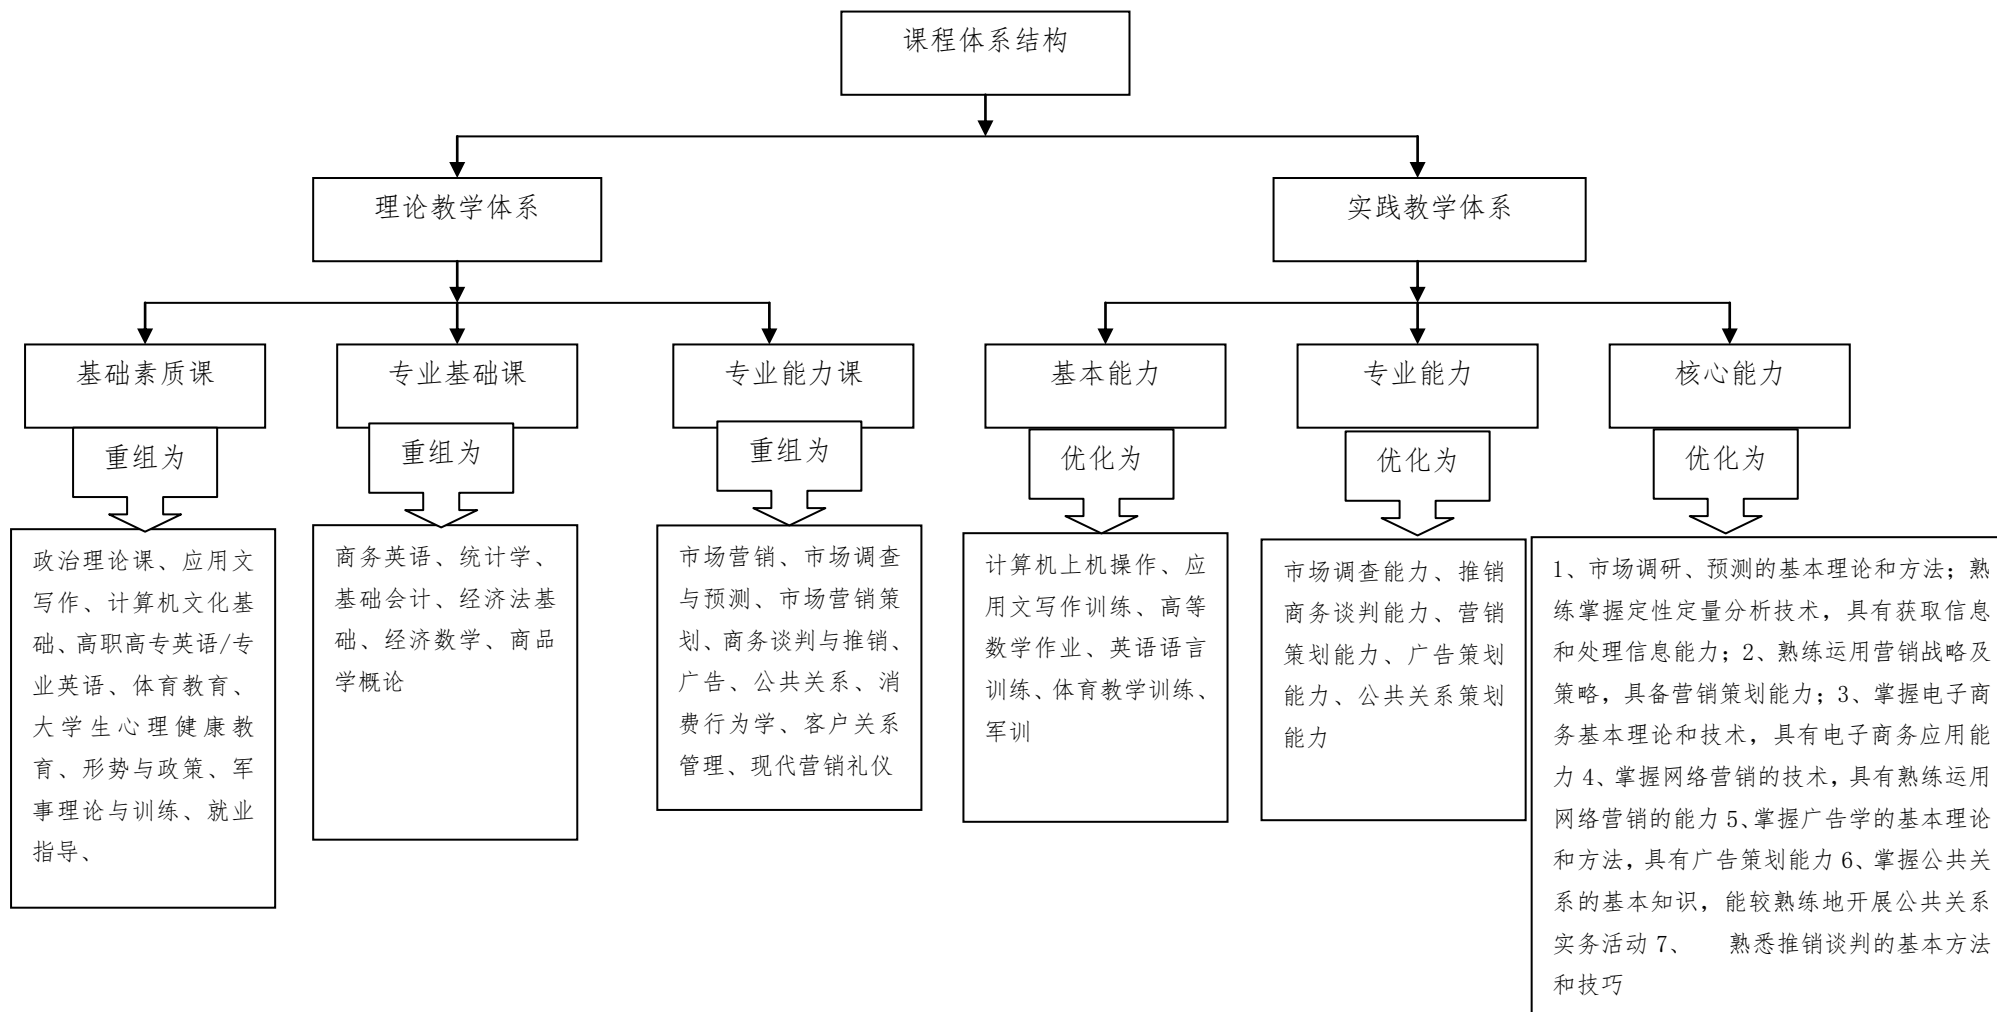 课程体系结构
理论教学体系
实践教学体系
基础素质课
专业基础课
专业能力课
基本能力
专业能力
核心能力
重组为
重组为
重组为
优化为
优化为
优化为
政治理论课、应用文
写作、计算机文化基
础、高职高专英语/专
业英语、体育教育、
大学生心理健康教
育、形势与政策、军
事理论与训练、就业
指导、
商务英语、统计学、
基础会计、经济法基
础、经济数学、商品
学概论
市场营销、市场调查
与预测、市场营销策
划、商务谈判与推销、
广告、公共关系、消
费行为学、客户关系
管理、现代营销礼仪
计算机上机操作、应
用文写作训练、高等
数学作业、英语语言
训练、体育教学训练、
军训
市场调查能力、推销
商务谈判能力、营销
策划能力、广告策划
能力、公共关系策划
能力
1、市场调研、预测的基本理论和方法；熟
练掌握定性定量分析技术，具有获取信息
和处理信息能力；2、熟练运用营销战略及
策略，具备营销策划能力；3、掌握电子商
务基本理论和技术，具有电子商务应用能
力 4、掌握网络营销的技术，具有熟练运用
网络营销的能力 5、掌握广告学的基本理论
和方法，具有广告策划能力 6、掌握公共关
系的基本知识，能较熟练地开展公共关系
实务活动 7、 熟悉推销谈判的基本方法
和技巧